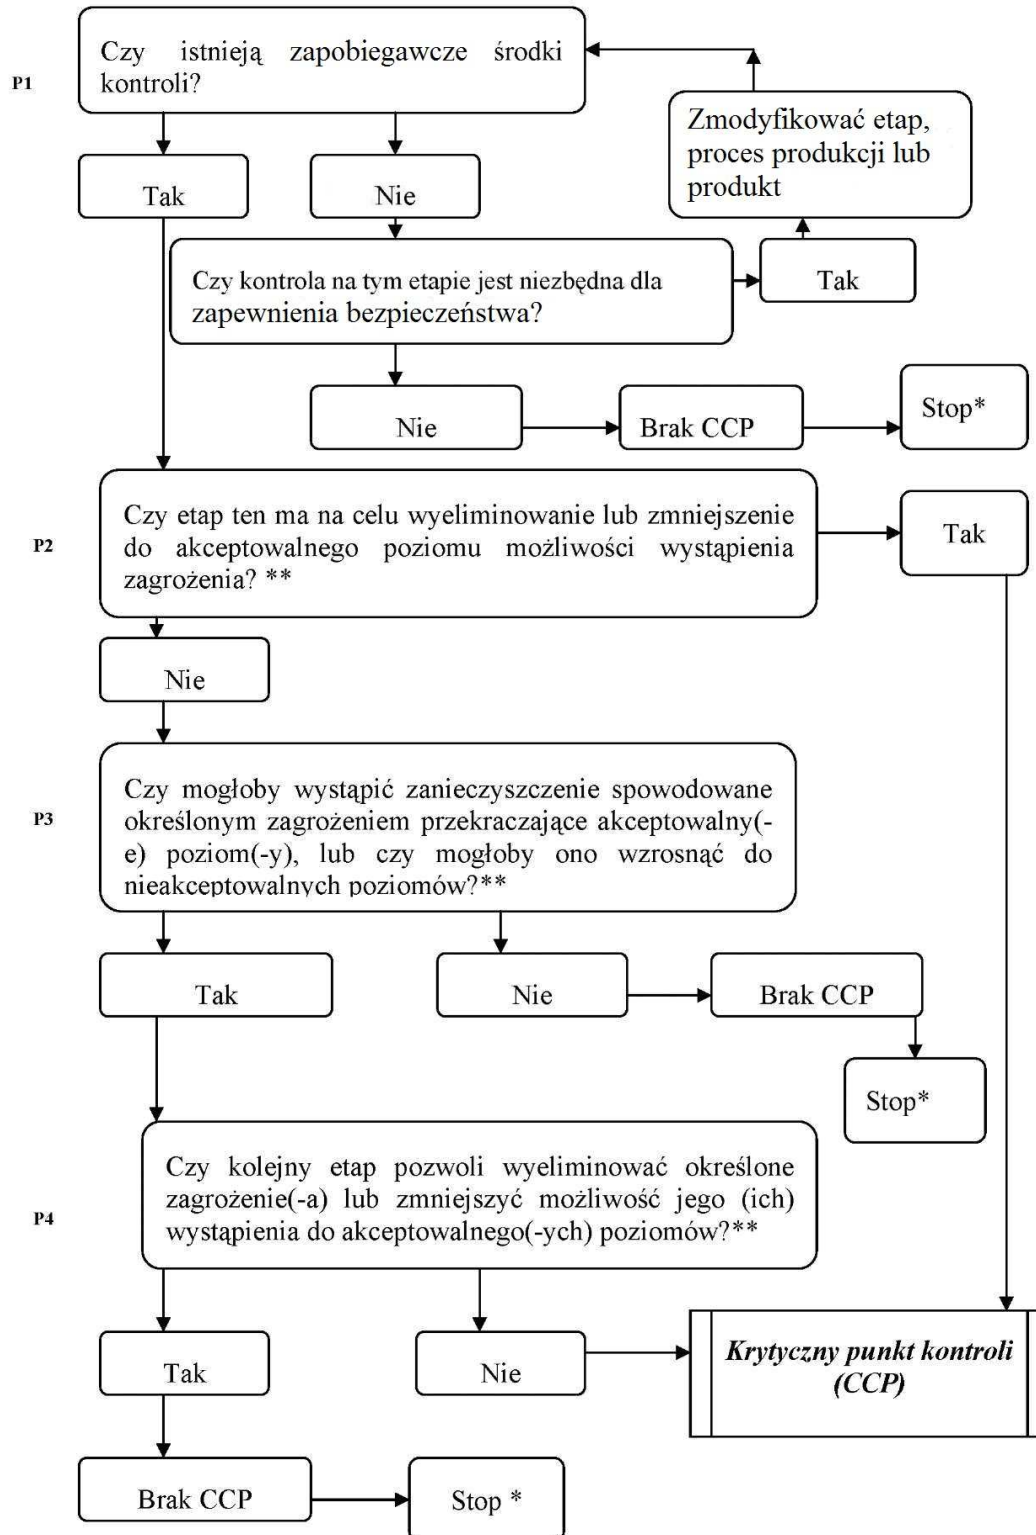 P1
Czy istnieją zapobiegawcze środki
kontroli?
Zmodyfikować etap,
proces produkcji lub
produkt
Tak
Nie
Czy kontrola na tym etapie jest niezbędna dla
zapewnienia bezpieczeństwa?
Tak
Nie
Brak CCP
Stop*
P2
Czy etap ten ma na celu wyeliminowanie lub zmniejszenie
do akceptowalnego poziomu możliwości wystąpienia
zagrożenia? **
Tak
Nie
P3
Czy mogłoby wystąpić zanieczyszczenie spowodowane
określonym zagrożeniem przekraczające akceptowalny(-
e) poziom(-y), lub czy mogłoby ono wzrosnąć do
nieakceptowalnych poziomów?**
Tak
Nie
Brak CCP
Stop*
P4
Czy kolejny etap pozwoli wyeliminować określone
zagrożenie(-a) lub zmniejszyć możliwość jego (ich)
wystąpienia do akceptowalnego(-ych) poziomów?**
Tak
Nie
Krytyczny punkt kontroli
(CCP)
Brak CCP
Stop *